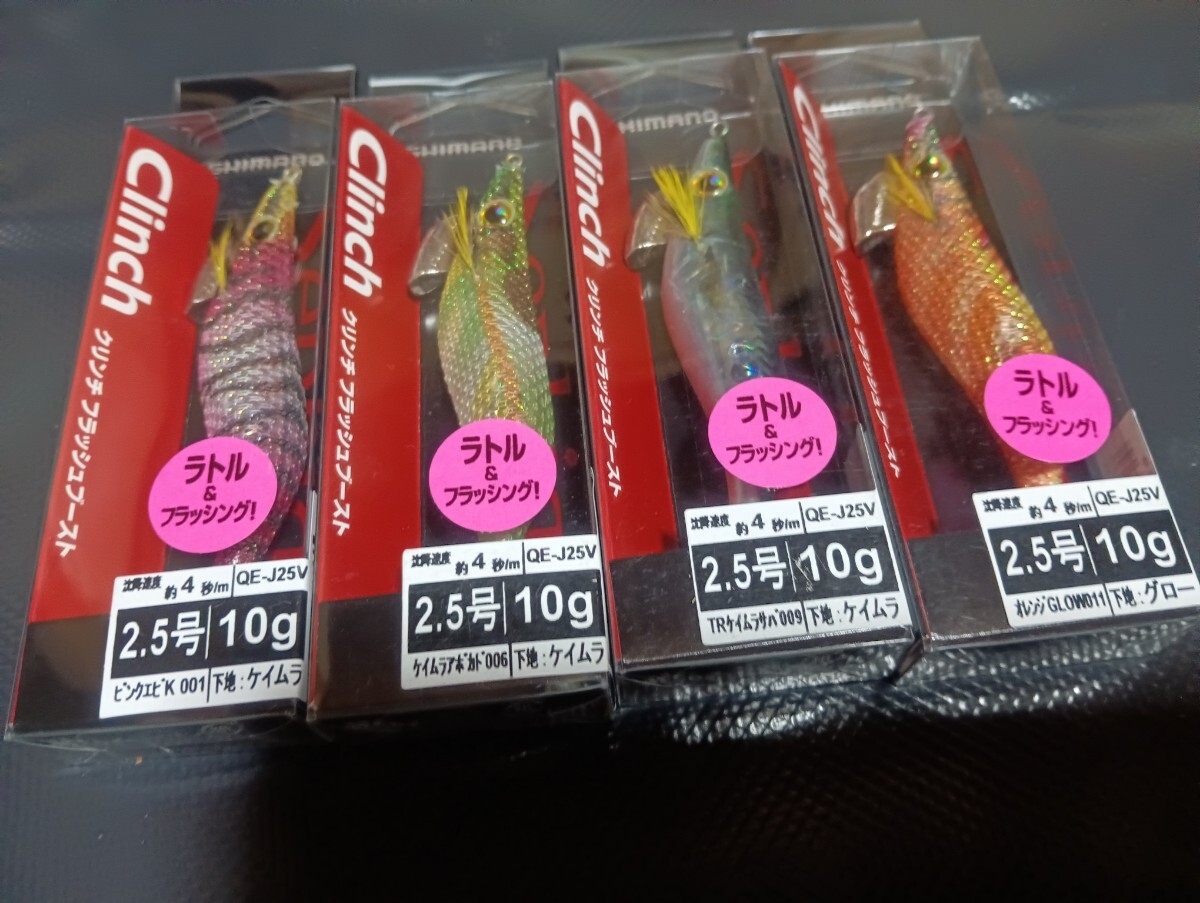 SHIMANO
Clinch
クリンチ フラッシュブースト
ラトル
&
フラッシング!
沈降速度 約4秒/m QE-J25V
2.5号 10g
ピンクエビK 001 下地:ケイムラ
SHIMANO
Clinch
クリンチ フラッシュブースト
ラトル
&
フラッシング!
沈降速度 約4秒/m QE-J25V
2.5号 10g
ケイムラアボカド006 下地:ケイムラ
SHIMANO
Clinch
クリンチ フラッシュブースト
ラトル
&
フラッシング!
沈降速度 約4秒/m QE-J25V
2.5号 10g
TRケイムラサバ009 下地:ケイムラ
SHIMANO
Clinch
クリンチ フラッシュブースト
ラトル
&
フラッシング!
沈降速度 約4秒/m QE-J25V
2.5号 10g
オレンジGLOW011 下地:グロー